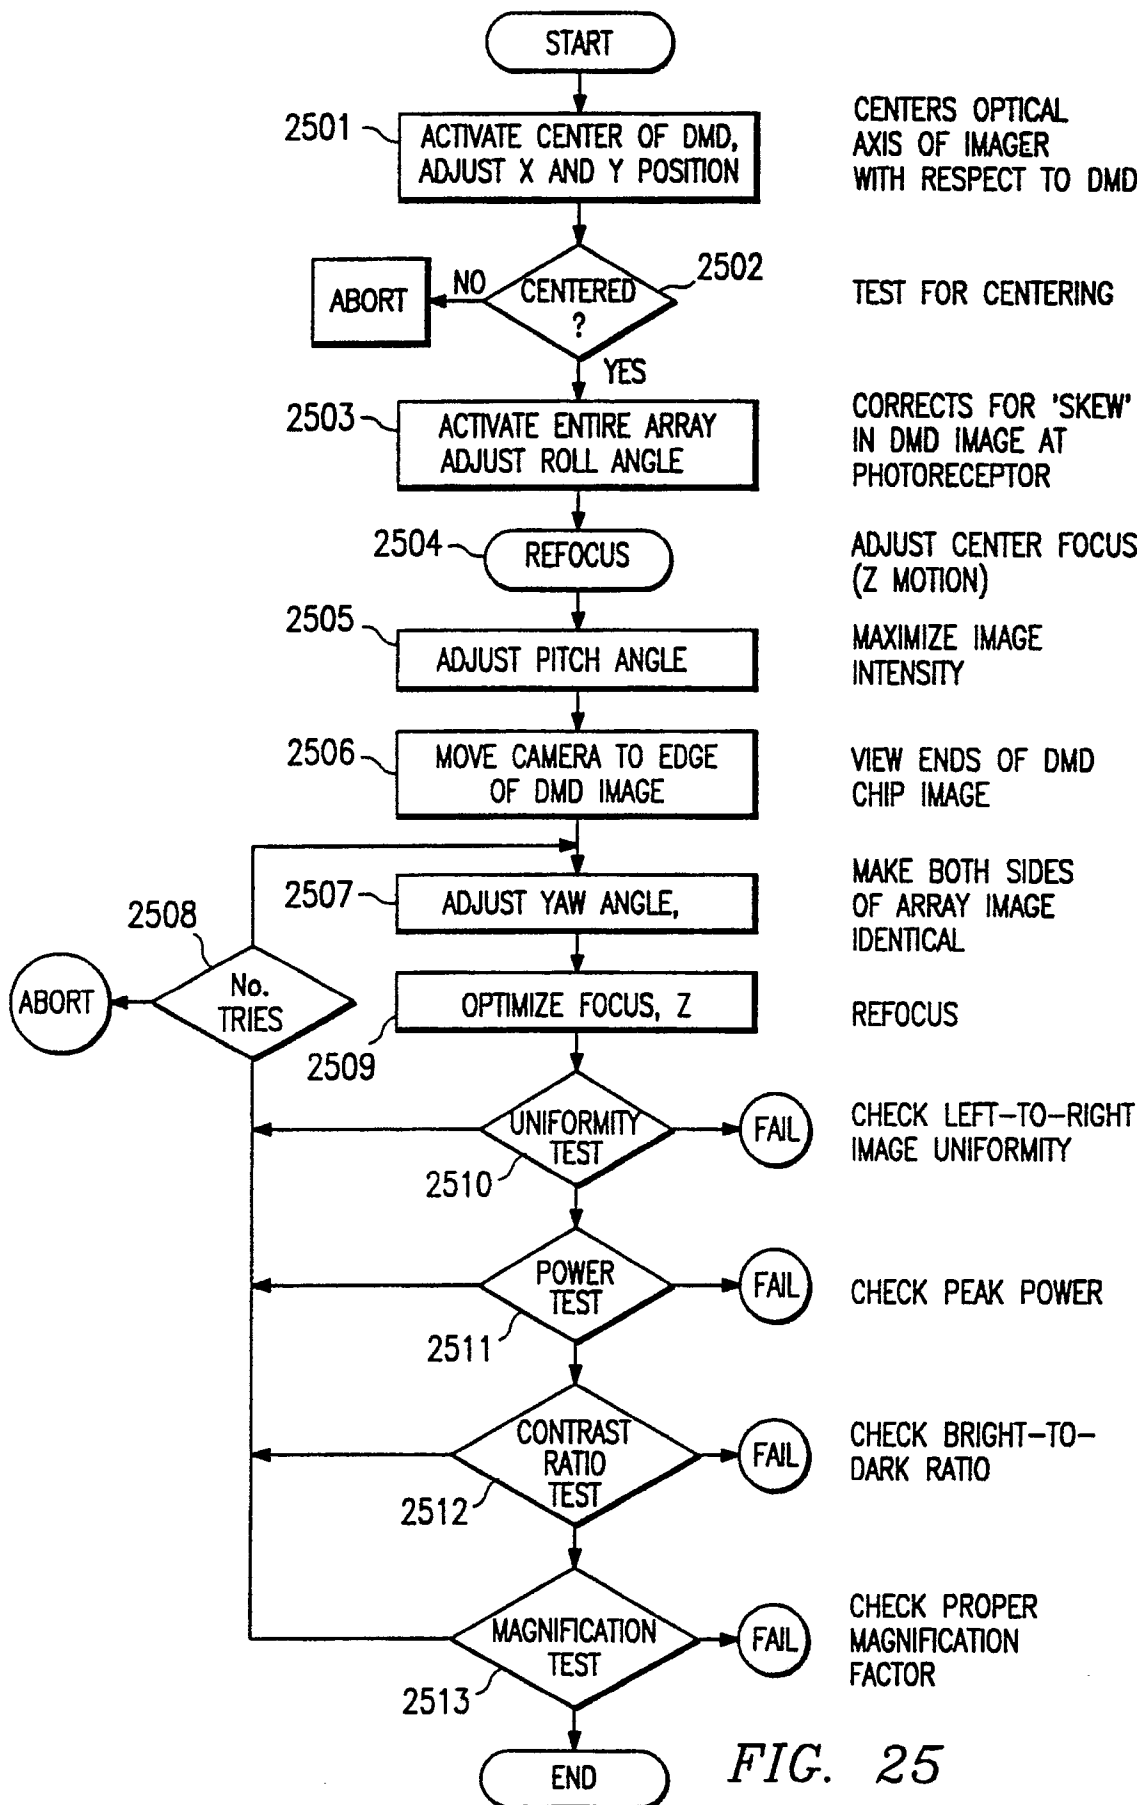 START
2501
ACTIVATE CENTER OF DMD,
ADJUST X AND Y POSITION
CENTERS OPTICAL
AXIS OF IMAGER
WITH RESPECT TO DMD
2502
CENTERED
?
NO
ABORT
YES
TEST FOR CENTERING
2503
ACTIVATE ENTIRE ARRAY
ADJUST ROLL ANGLE
CORRECTS FOR 'SKEW'
IN DMD IMAGE AT
PHOTORECEPTOR
2504
REFOCUS
ADJUST CENTER FOCUS
(Z MOTION)
2505
ADJUST PITCH ANGLE
MAXIMIZE IMAGE
INTENSITY
2506
MOVE CAMERA TO EDGE
OF DMD IMAGE
VIEW ENDS OF DMD
CHIP IMAGE
2507
ADJUST YAW ANGLE,
MAKE BOTH SIDES
OF ARRAY IMAGE
IDENTICAL
2508
No.
TRIES
ABORT
OPTIMIZE FOCUS, Z
2509
REFOCUS
UNIFORMITY
TEST
2510
FAIL
CHECK LEFT-TO-RIGHT
IMAGE UNIFORMITY
POWER
TEST
2511
FAIL
CHECK PEAK POWER
CONTRAST
RATIO
TEST
2512
FAIL
CHECK BRIGHT-TO-
DARK RATIO
MAGNIFICATION
TEST
2513
FAIL
CHECK PROPER
MAGNIFICATION
FACTOR
END
FIG. 25